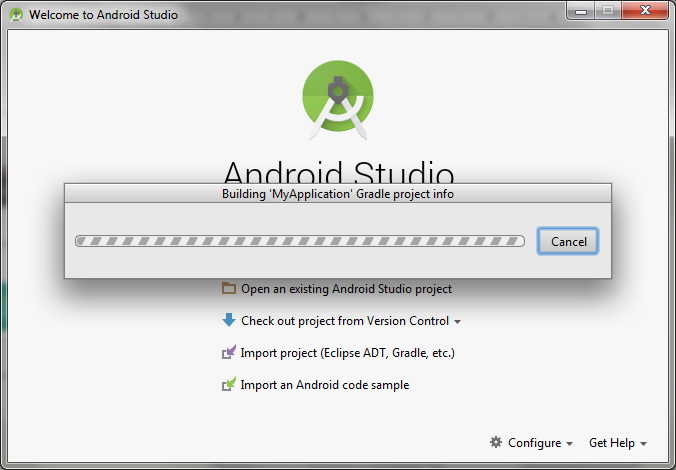 Welcome to Android Studio
Android Studio
Building 'MyApplication' Gradle project info
Cancel
Open an existing Android Studio project
Check out project from Version Control
Import project (Eclipse ADT, Gradle, etc.)
Import an Android code sample
Configure
Get Help